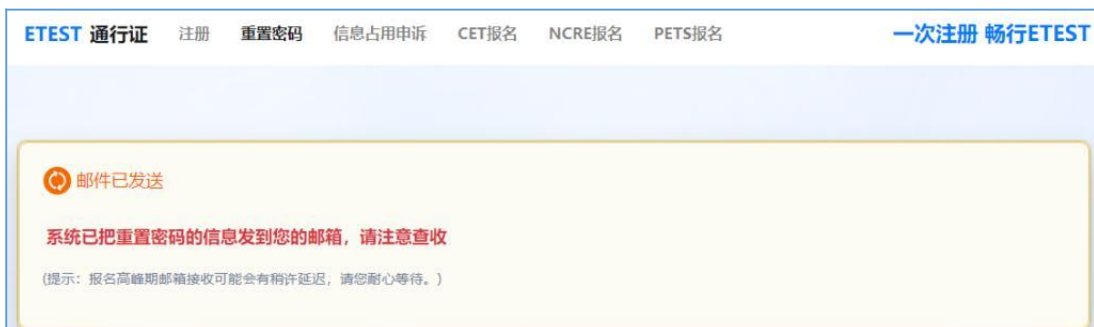 ETEST 通行证 注册 重置密码 信息占用申诉 CET报名 NCRE报名 PETS报名 一次注册 畅行ETEST
邮件已发送
系统已把重置密码的信息发到您的邮箱，请注意查收
(提示：报名高峰期邮箱接收可能会有稍许延迟，请您耐心等待。)